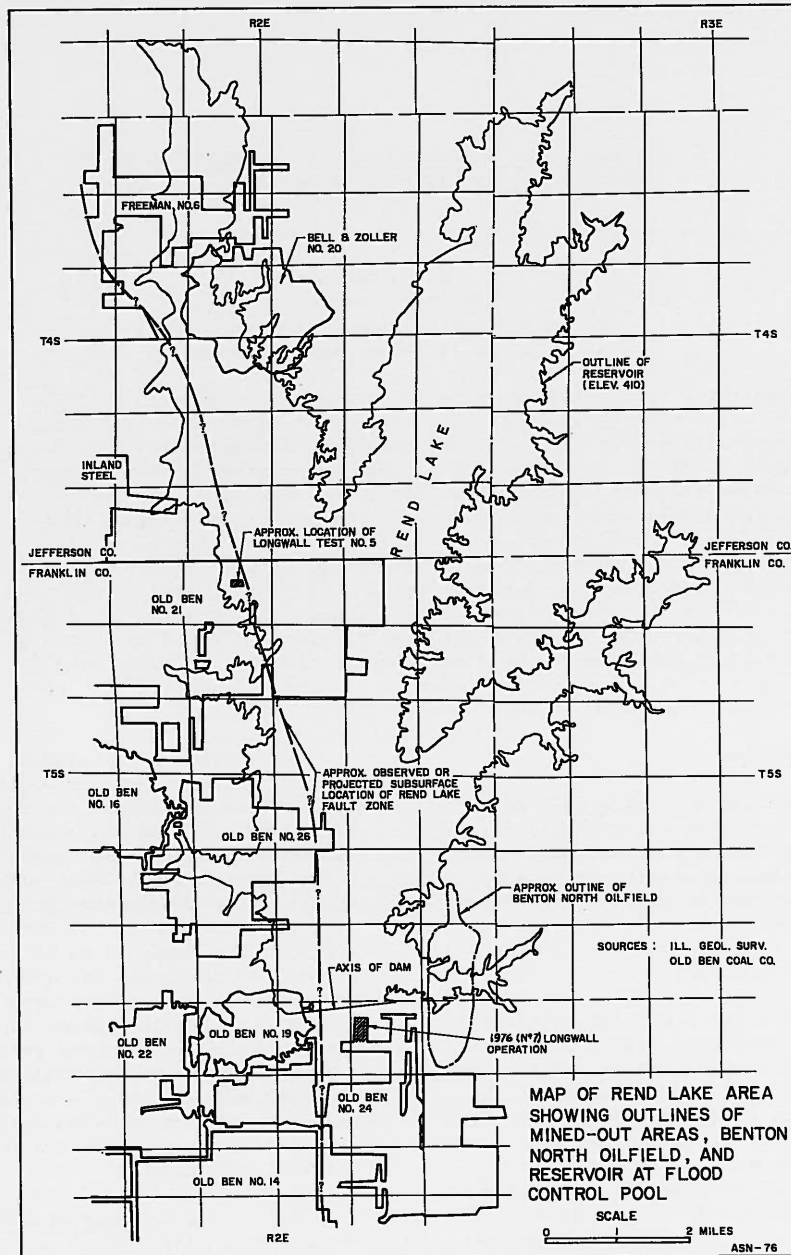 R2E
R3E
FREEMAN, NO.6
BELL & ZOLLER
NO. 20
T4S
T4S
OUTLINE OF
RESERVOIR
(ELEV. 410)
REND LAKE
INLAND
STEEL
APPROX. LOCATION OF
LONGWALL TEST NO. 5
JEFFERSON CO.
FRANKLIN CO.
JEFFERSON CO.
FRANKLIN CO.
OLD BEN
NO. 21
APPROX. OBSERVED OR
PROJECTED SUBSURFACE
LOCATION OF REND LAKE
FAULT ZONE
T5S
T5S
OLD BEN
NO. 16
OLD BEN NO. 26
APPROX. OUTINE OF
BENTON NORTH OILFIELD
SOURCES : ILL. GEOL. SURV.
OLD BEN COAL CO.
AXIS OF DAM
OLD BEN
NO. 22
OLD BEN NO. 19
1976 (Nº7) LONGWALL
OPERATION
OLD BEN
NO. 24
OLD BEN NO. 14
R2E
MAP OF REND LAKE AREA
SHOWING OUTLINES OF
MINED-OUT AREAS, BENTON
NORTH OILFIELD, AND
RESERVOIR AT FLOOD
CONTROL POOL
SCALE
0 1 2 MILES
ASN-76
? ? ? ? ? ? ? ? ? ? ? ?